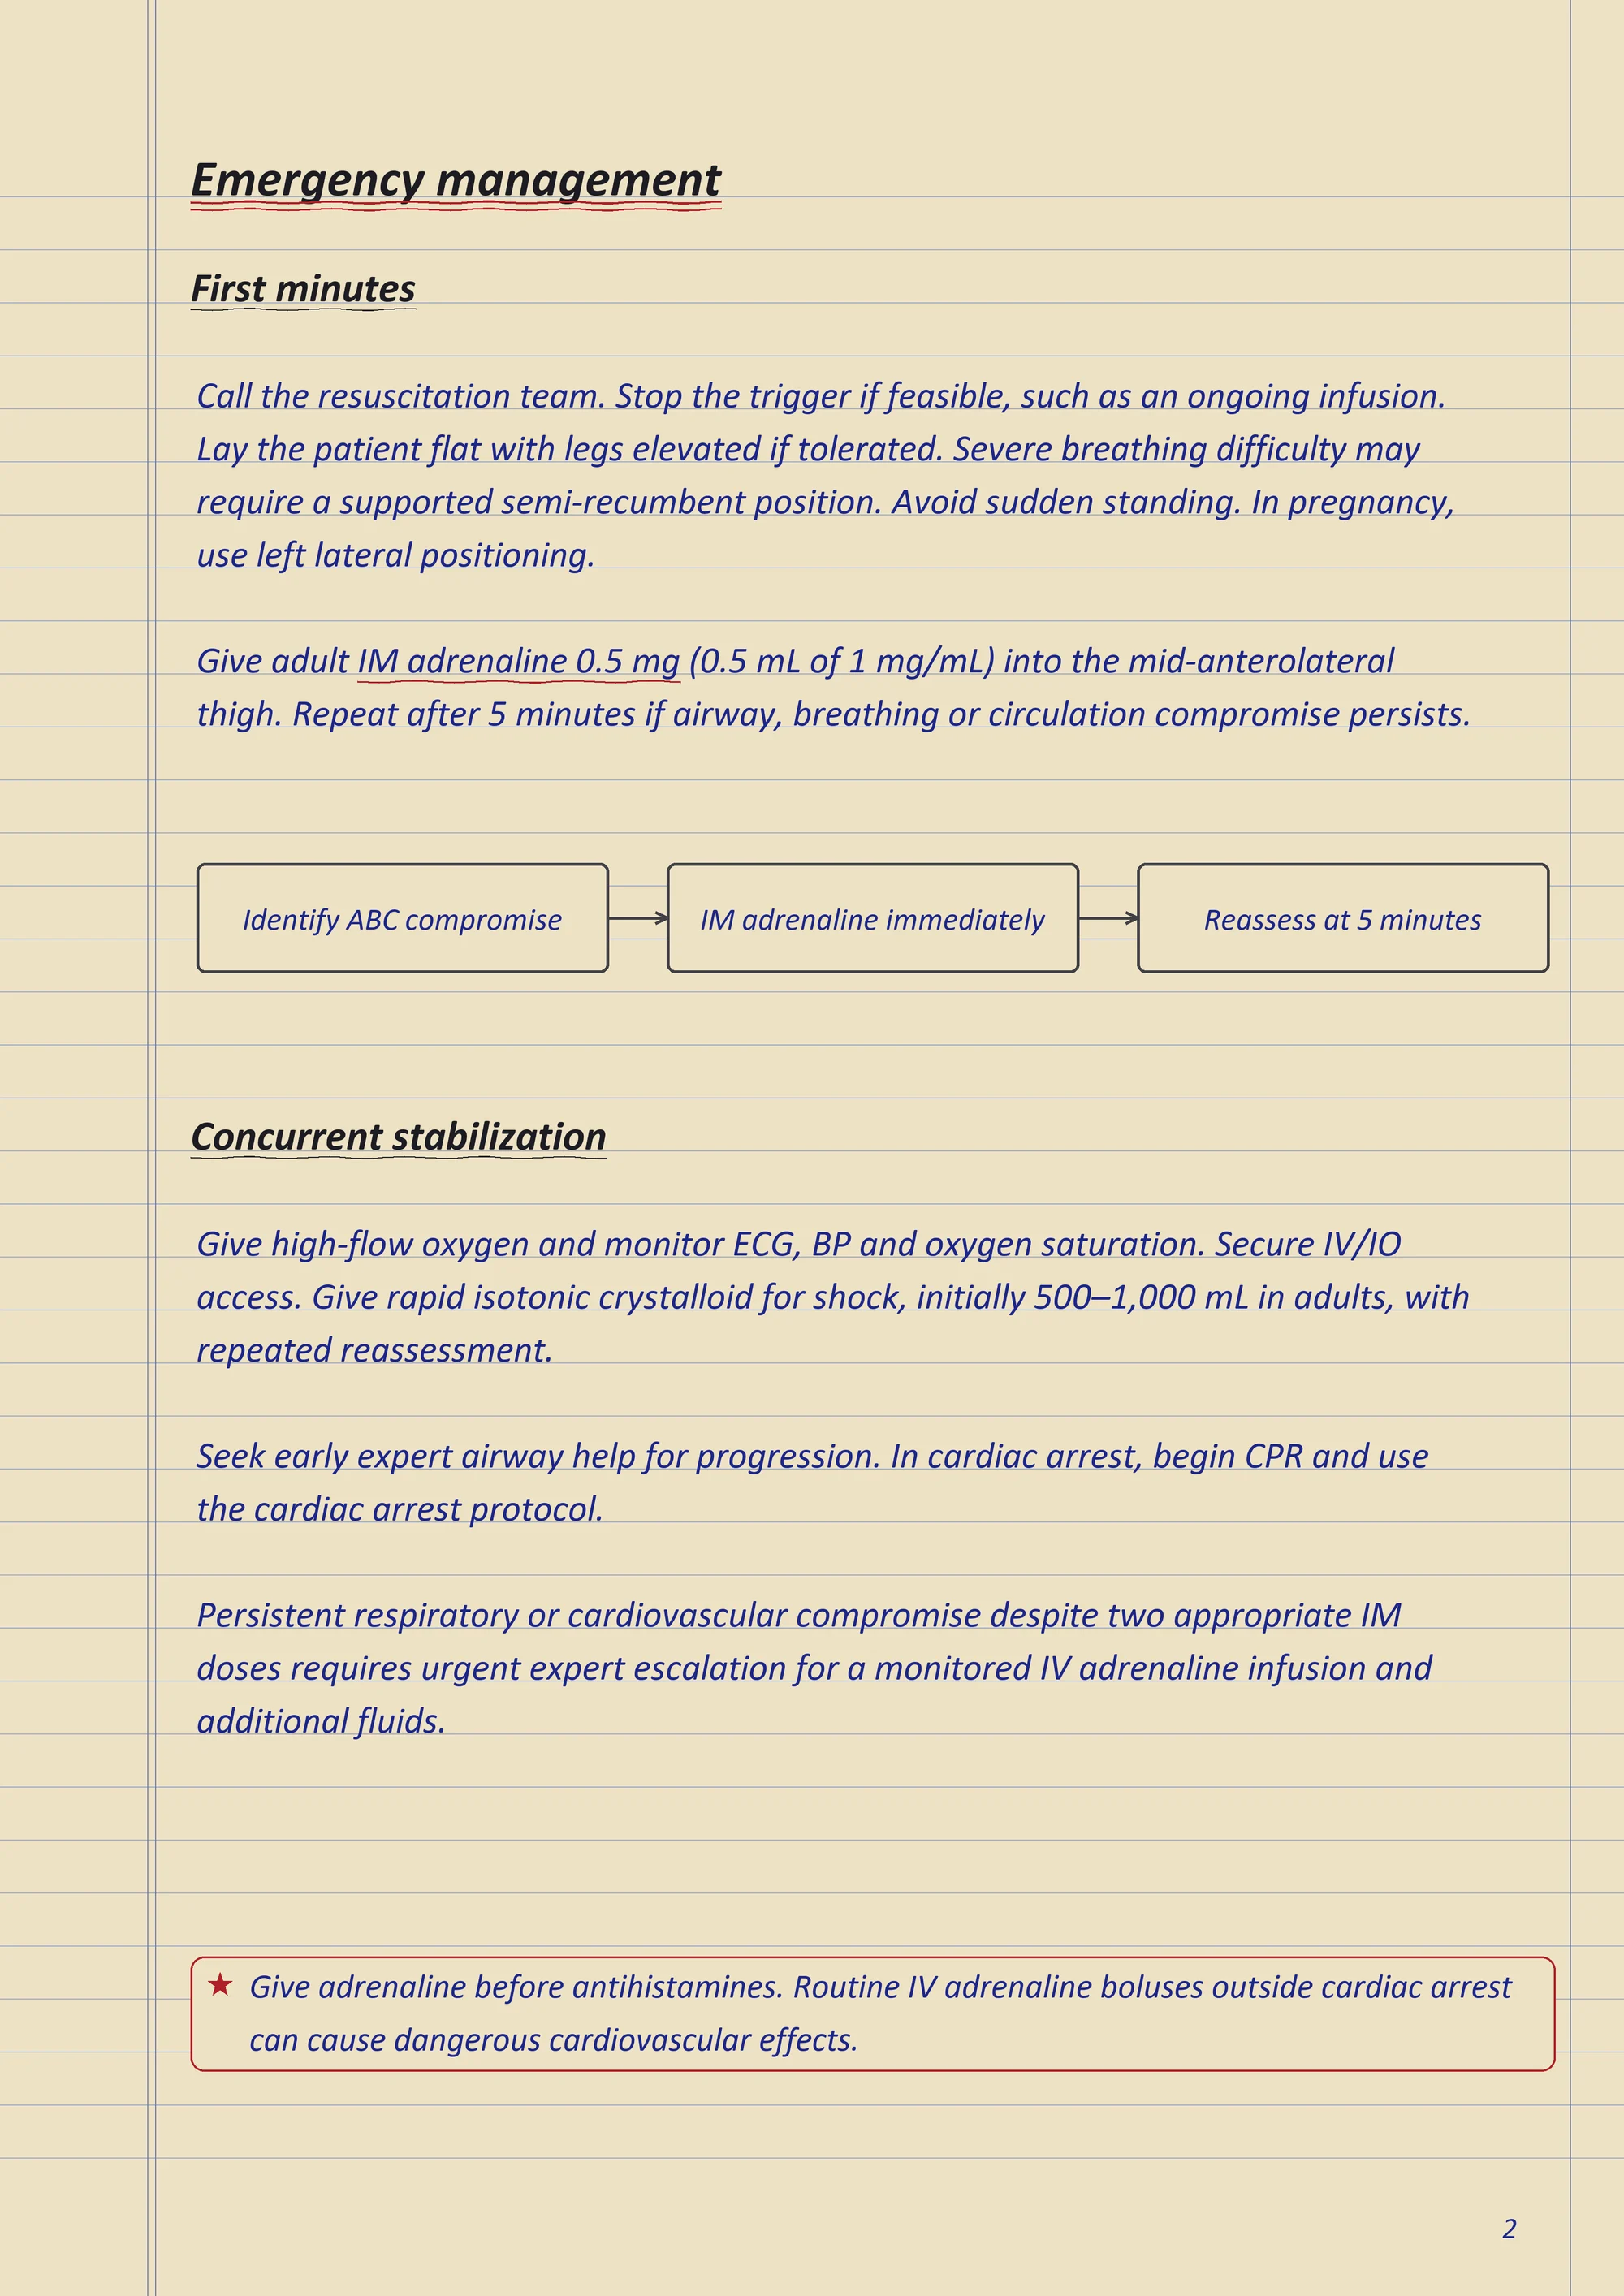 Emergency management
First minutes
Call the resuscitation team. Stop the trigger if feasible, such as an ongoing infusion.
Lay the patient flat with legs elevated if tolerated. Severe breathing difficulty may
require a supported semi-recumbent position. Avoid sudden standing. In pregnancy,
use left lateral positioning.
Give adult IM adrenaline 0.5 mg (0.5 mL of 1 mg/mL) into the mid-anterolateral
thigh. Repeat after 5 minutes if airway, breathing or circulation compromise persists.
Identify ABC compromise
IM adrenaline immediately
Reassess at 5 minutes
Concurrent stabilization
Give high-flow oxygen and monitor ECG, BP and oxygen saturation. Secure IV/IO
access. Give rapid isotonic crystalloid for shock, initially 500–1,000 mL in adults, with
repeated reassessment.
Seek early expert airway help for progression. In cardiac arrest, begin CPR and use
the cardiac arrest protocol.
Persistent respiratory or cardiovascular compromise despite two appropriate IM
doses requires urgent expert escalation for a monitored IV adrenaline infusion and
additional fluids.
★ Give adrenaline before antihistamines. Routine IV adrenaline boluses outside cardiac arrest
can cause dangerous cardiovascular effects.
2